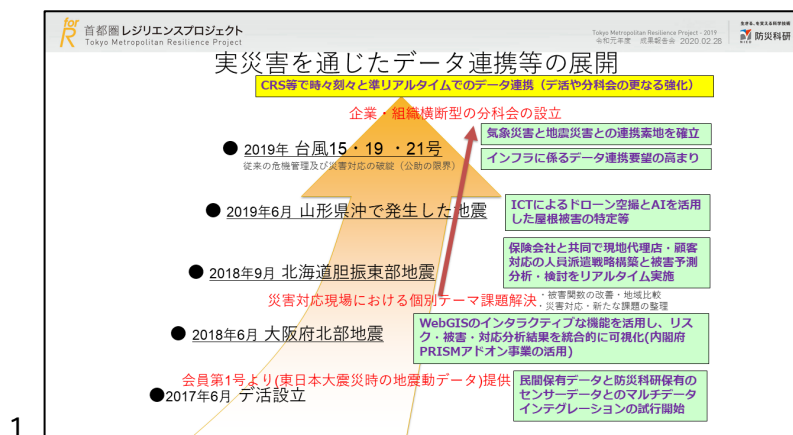 for R 首都圏レジリエンスプロジェクト
Tokyo Metropolitan Resilience Project
Tokyo Metropolitan Resilience Project - 2019
令和元年度 成果報告会 2020.02.28
生きる、を支える科学技術
NIED 防災科研
実災害を通じたデータ連携等の展開
CRS等で時々刻々と準リアルタイムでのデータ連携（デ活や分科会の更なる強化）
企業・組織横断型の分科会の設立
気象災害と地震災害との連携素地を確立
● 2019年 台風15・19 ・21号
インフラに係るデータ連携要望の高まり
従来の危機管理及び災害対応の破綻（公助の限界）
● 2019年6月 山形県沖で発生した地震
ICTによるドローン空撮とAIを活用
した屋根被害の特定等
保険会社と共同で現地代理店・顧客
対応の人員派遣戦略構築と被害予測
分析・検討をリアルタイム実施
● 2018年9月 北海道胆振東部地震
災害対応現場における個別テーマ課題解決
・被害関数の改善・地域比較
災害対応・新たな課題の整理
● 2018年6月 大阪府北部地震
WebGISのインタラクティブな機能を活用し、リス
ク・被害・対応分析結果を統合的に可視化(内閣府
PRISMアドオン事業の活用)
会員第1号より(東日本大震災時の地震動データ)提供
●2017年6月 デ活設立
民間保有データと防災科研保有の
センサーデータとのマルチデータ
インテグレーションの試行開始
1